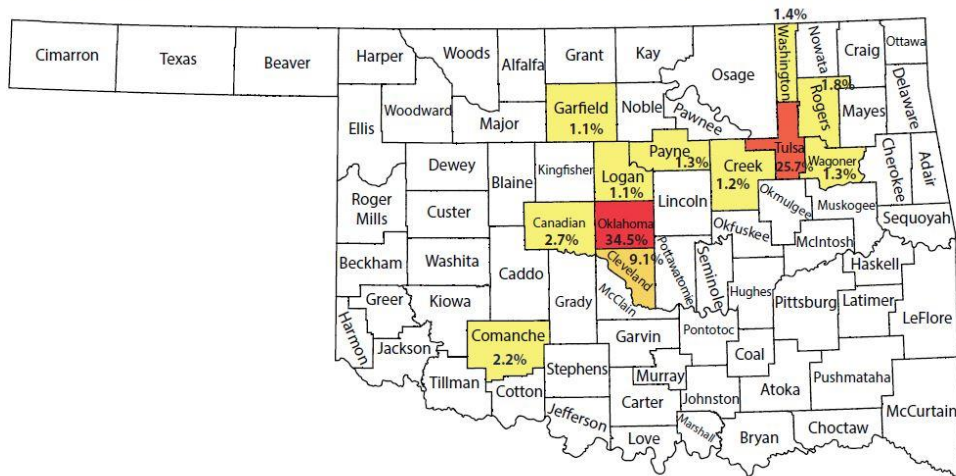 1.4%
Cimarron
Texas
Beaver
Harper
Woods
Alfalfa
Grant
Kay
Osage
Washington
Nowata
Craig
Ottawa
Woodward
Ellis
Major
Garfield
1.1%
Noble
Pawnee
Rogers
1.8%
Mayes
Delaware
Dewey
Blaine
Kingfisher
Logan
1.1%
Payne
1.3%
Creek
1.2%
Tulsa
25.7%
Wagoner
1.3%
Cherokee
Adair
Roger
Mills
Custer
Canadian
2.7%
Oklahoma
34.5%
Lincoln
Okmulgee
Okfuskee
Muskogee
Sequoyah
McIntosh
Beckham
Washita
Caddo
Cleveland
9.1%
Pottawatomie
Seminole
Hughes
Haskell
Pittsburg
Latimer
LeFlore
Greer
Kiowa
Grady
McClain
Harmon
Jackson
Comanche
2.2%
Garvin
Pontotoc
Coal
Tillman
Cotton
Stephens
Murray
Johnston
Atoka
Pushmataha
McCurtain
Jefferson
Carter
Love
Marshall
Bryan
Choctaw